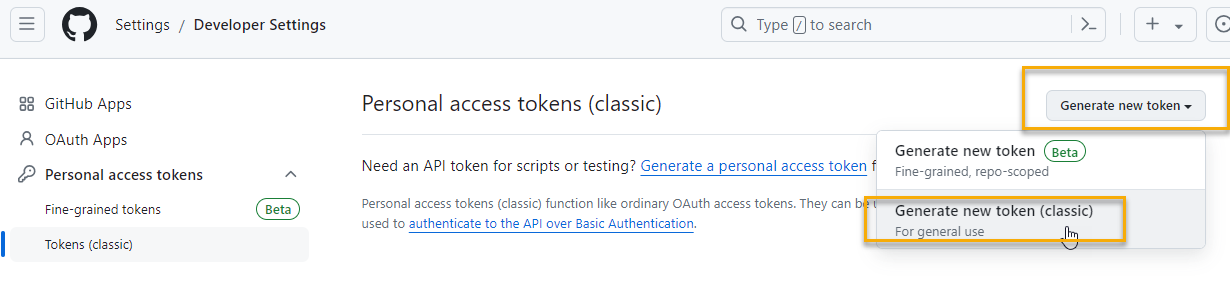 Settings / Developer Settings
Type / to search
GitHub Apps
OAuth Apps
Personal access tokens
Fine-grained tokens Beta
Tokens (classic)
Personal access tokens (classic)
Generate new token
Need an API token for scripts or testing? Generate a personal access token f
Personal access tokens (classic) function like ordinary OAuth access tokens. They can be u
used to authenticate to the API over Basic Authentication.
Generate new token Beta
Fine-grained, repo-scoped
Generate new token (classic)
For general use